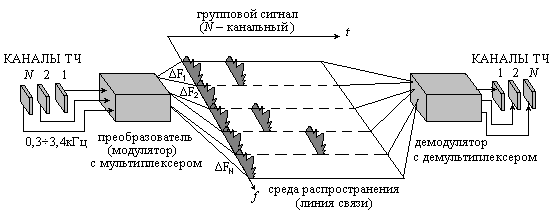 групповой сигнал
(N – канальный)
t
КАНАЛЫ ТЧ
N 2 1
0,3÷3,4кГц
преобразователь
(модулятор)
с мультиплексером
ΔF1
ΔF2
ΔFN
f
среда распространения
(линия связи)
КАНАЛЫ ТЧ
1 2 N
демодулятор
с демультиплексером